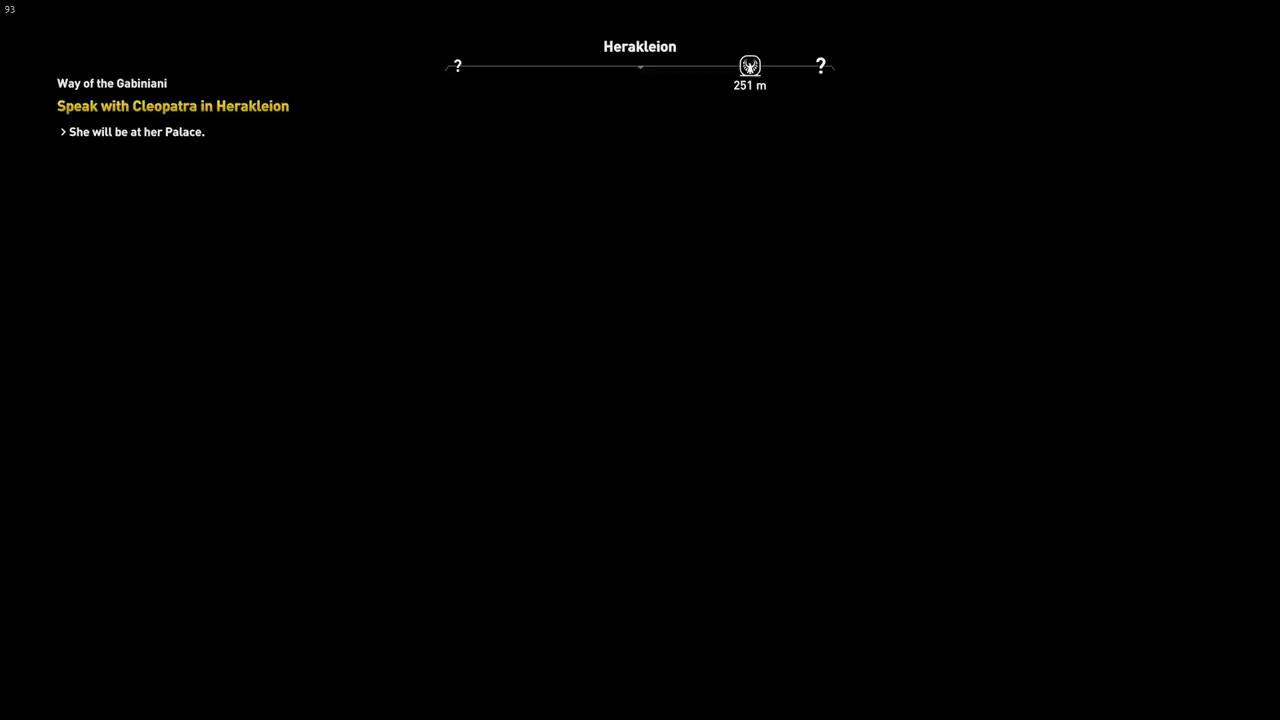 93
Herakleion
? ?
251 m
Way of the Gabiniani
Speak with Cleopatra in Herakleion
> She will be at her Palace.